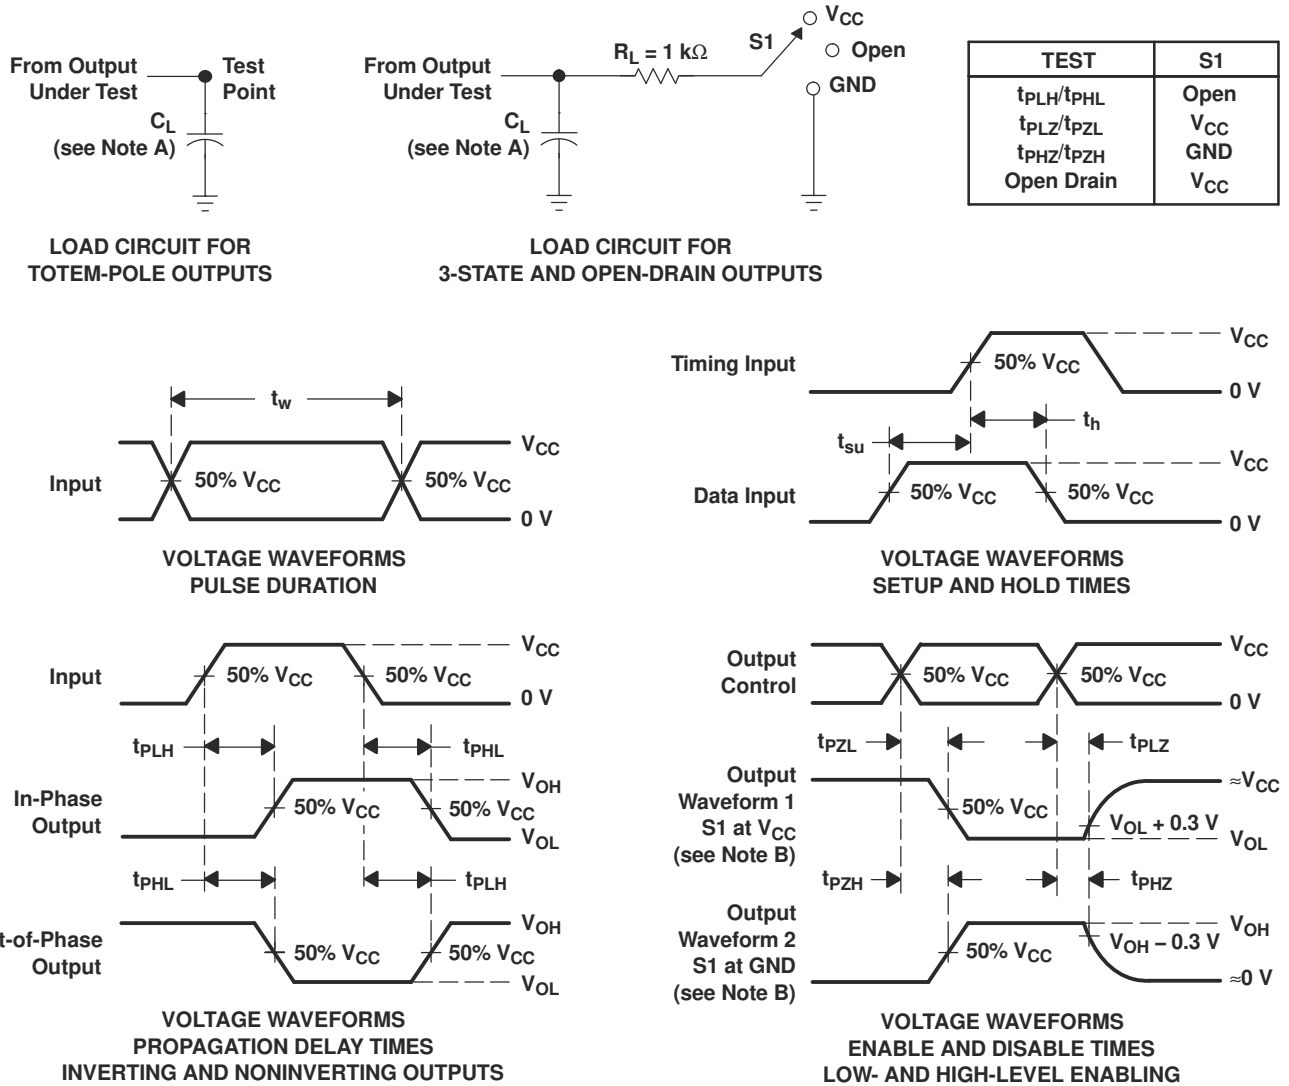 From Output
Under Test
Test
Point
CL
(see Note A)
LOAD CIRCUIT FOR
TOTEM-POLE OUTPUTS
From Output
Under Test
RL = 1 kΩ
S1
VCC
Open
GND
CL
(see Note A)
LOAD CIRCUIT FOR
3-STATE AND OPEN-DRAIN OUTPUTS
TEST S1
tPLH/tPHL Open
tPLZ/tPZL VCC
tPHZ/tPZH GND
Open Drain VCC
tw
Input
50% VCC
50% VCC
VCC
0 V
VOLTAGE WAVEFORMS
PULSE DURATION
Timing Input
50% VCC
VCC
0 V
tsu
th
Data Input
50% VCC
50% VCC
VCC
0 V
VOLTAGE WAVEFORMS
SETUP AND HOLD TIMES
Input
50% VCC
50% VCC
VCC
0 V
tPLH
tPHL
In-Phase
Output
50% VCC
50% VCC
VOH
VOL
tPHL
tPLH
t-of-Phase
Output
50% VCC
50% VCC
VOH
VOL
VOLTAGE WAVEFORMS
PROPAGATION DELAY TIMES
INVERTING AND NONINVERTING OUTPUTS
Output
Control
50% VCC
50% VCC
VCC
0 V
tPZL
tPLZ
Output
Waveform 1
S1 at VCC
(see Note B)
50% VCC
VOL + 0.3 V
≈VCC
VOL
tPZH
tPHZ
Output
Waveform 2
S1 at GND
(see Note B)
50% VCC
VOH − 0.3 V
VOH
≈0 V
VOLTAGE WAVEFORMS
ENABLE AND DISABLE TIMES
LOW- AND HIGH-LEVEL ENABLING